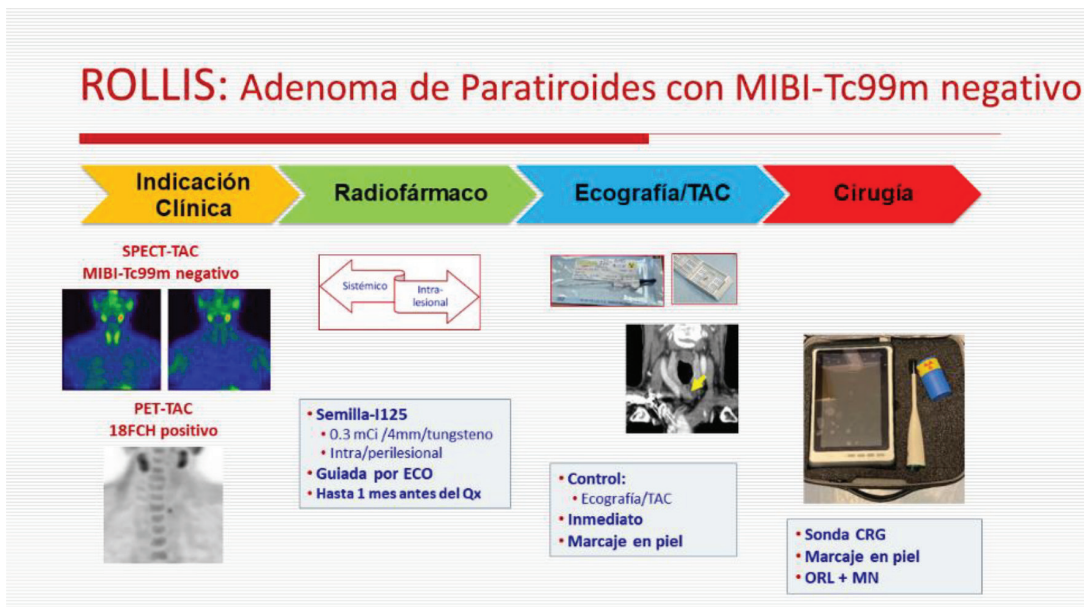 ROLLIS: Adenoma de Paratiroides con MIBI-Tc99m negativo
Indicación
Clínica
Radiofármaco
Ecografía/TAC
Cirugía
SPECT-TAC
MIBI-Tc99m negativo
PET-TAC
18FCH positivo
Sistémico
Intra-
lesional
• Semilla-I125
• 0.3 mCi /4mm/tungsteno
• Intra/perilesional
• Guiada por ECO
• Hasta 1 mes antes del Qx
• Control:
• Ecografía/TAC
• Inmediato
• Marcaje en piel
• Sonda CRG
• Marcaje en piel
• ORL + MN